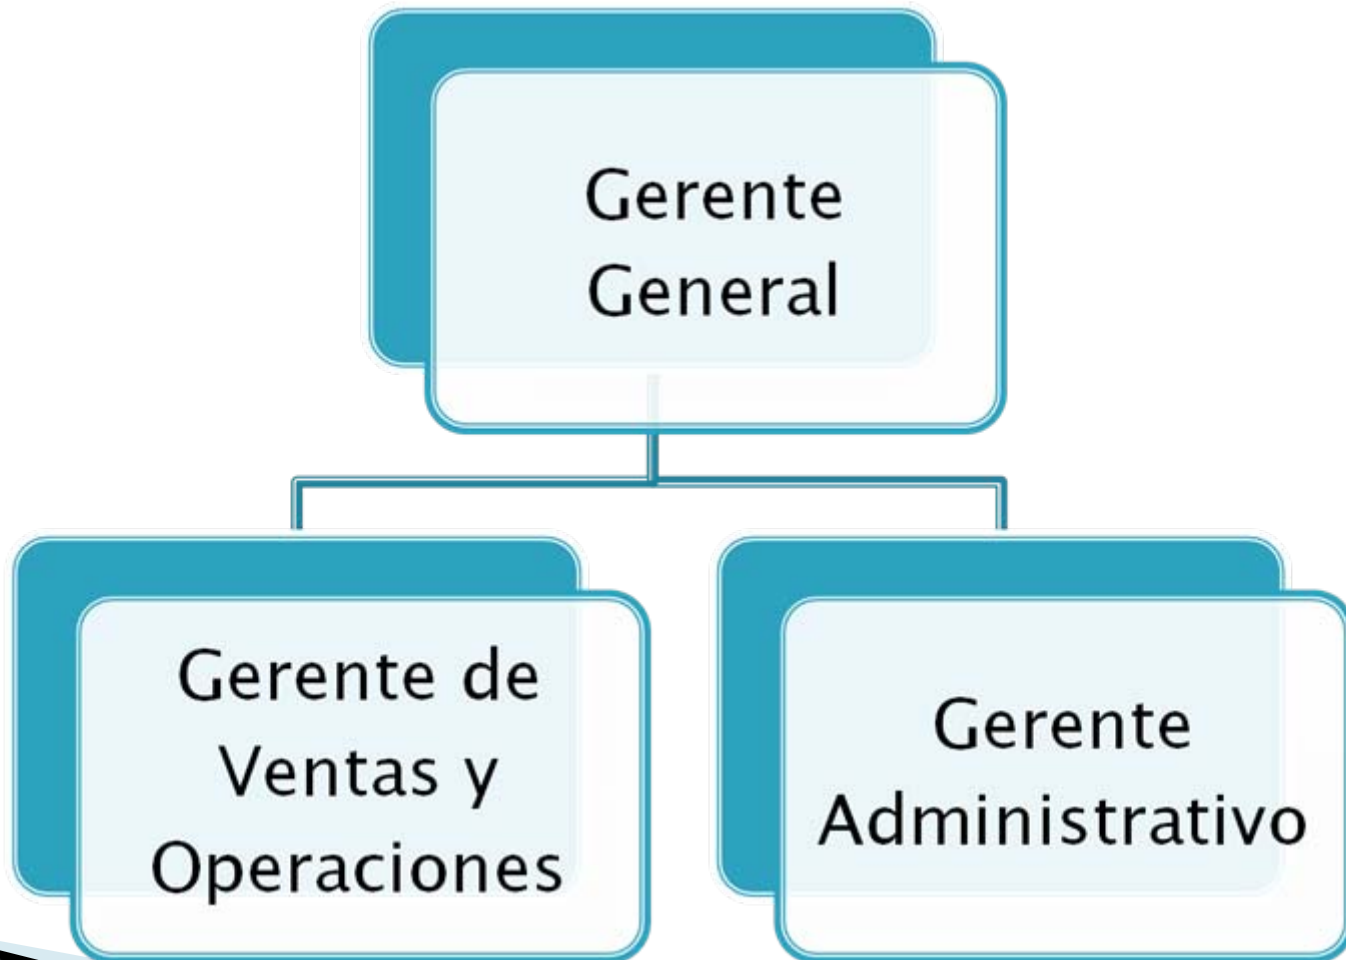 Gerente
General
Gerente de
Ventas y
Operaciones
Gerente
Administrativo